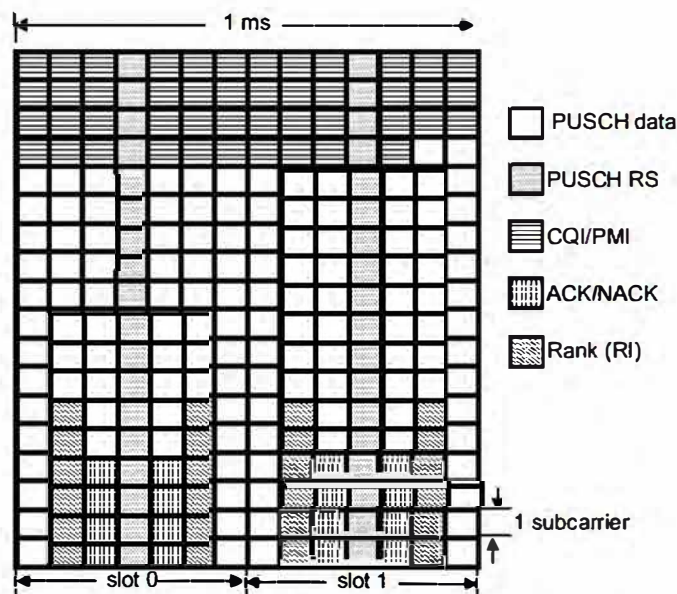 1 ms
PUSCH data
PUSCH RS
CQI/PMI
ACK/NACK
Rank (RI)
1 subcarrier
slot 0
slot 1